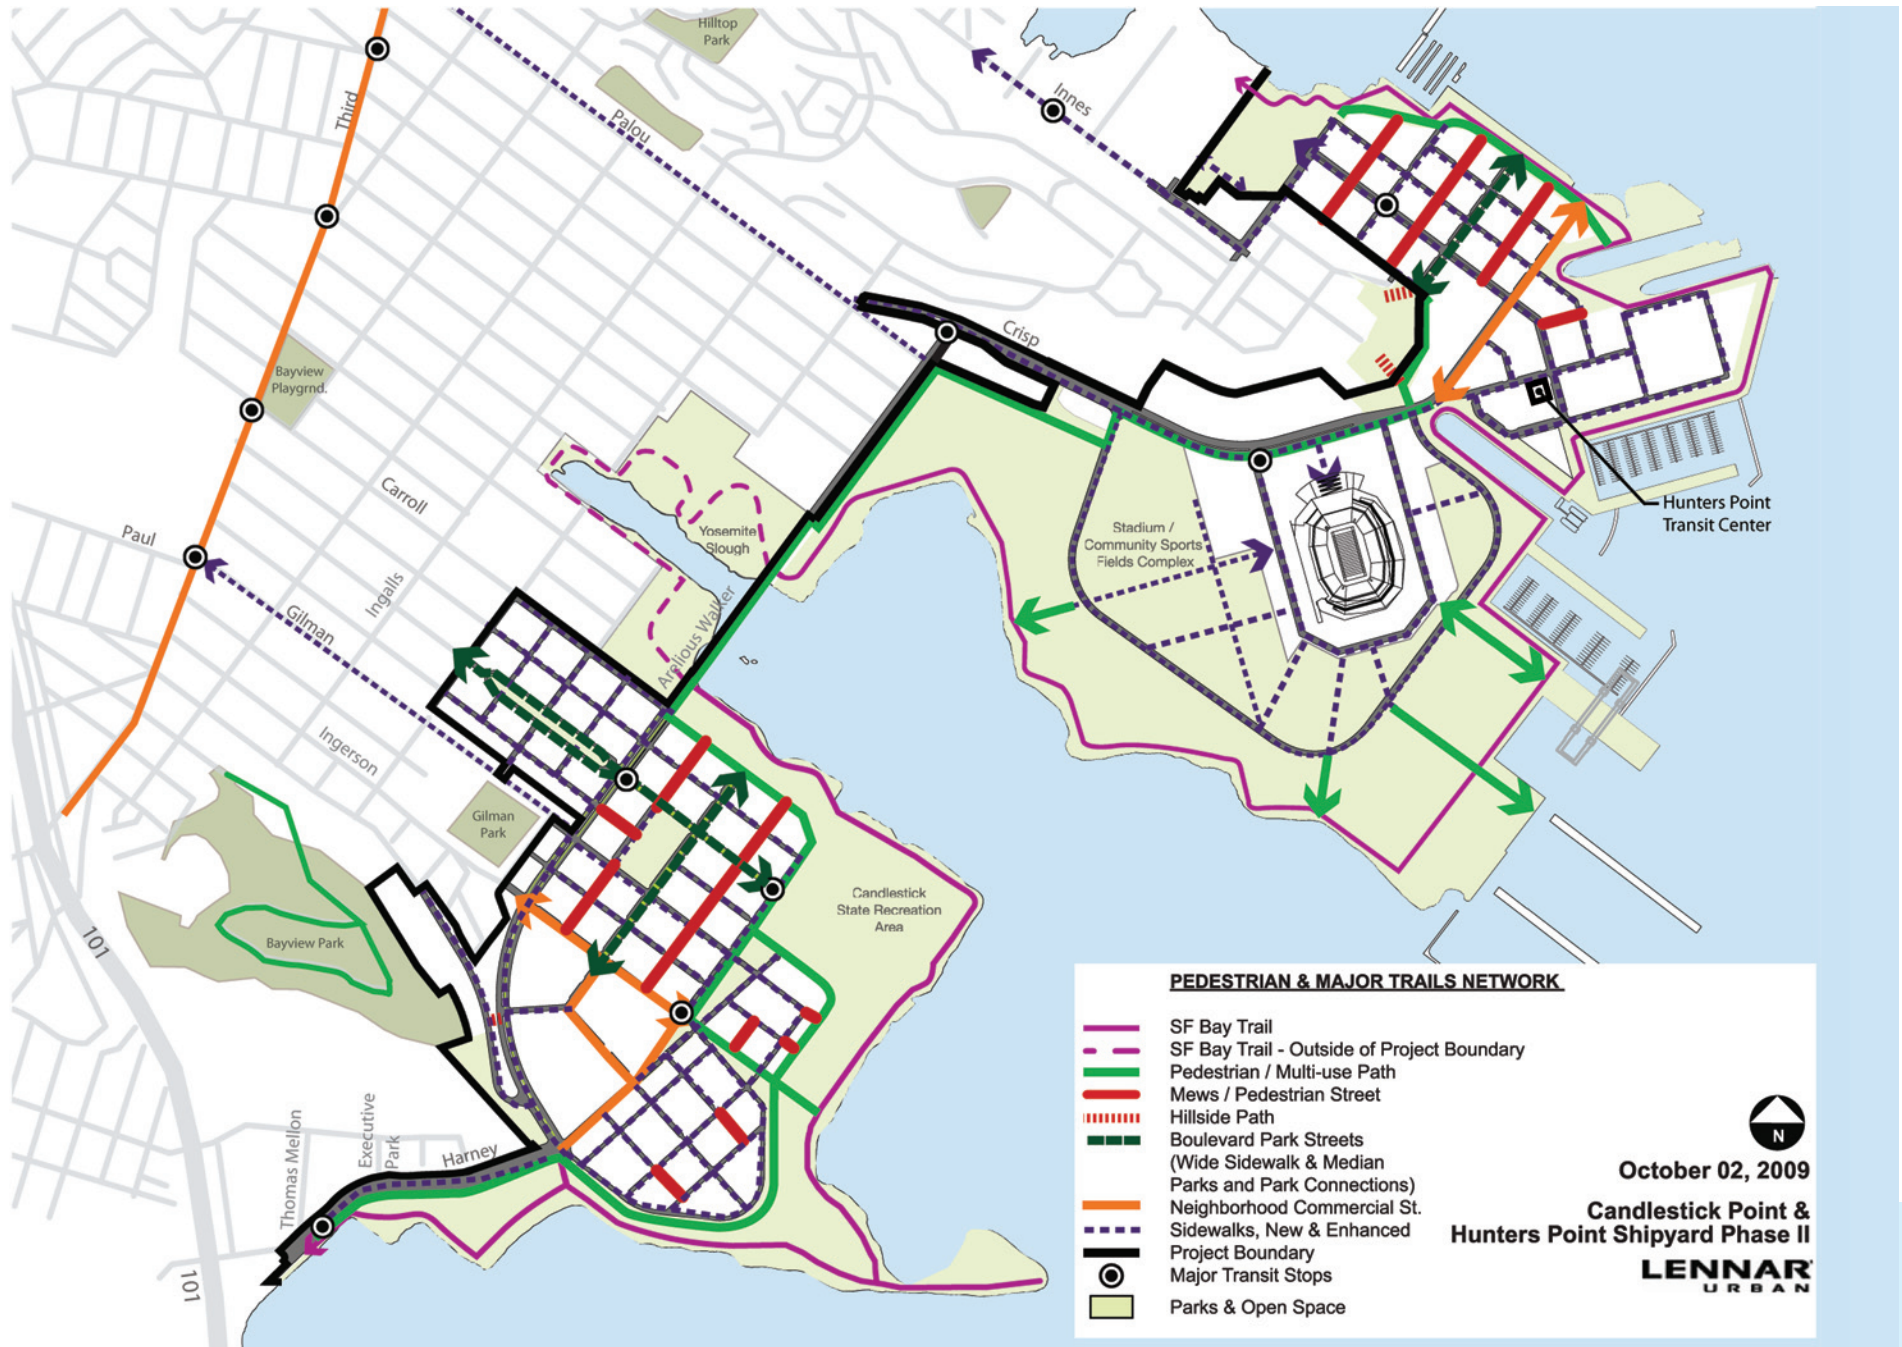 Hilltop
Park
Third
Palou
Innes
Crisp
Bayview
Playgrnd.
Carroll
Paul
Yosemite
Slough
Stadium /
Community Sports
Fields Complex
Hunters Point
Transit Center
Ingalls
Gilman
Arelious Walker
Ingerson
Gilman
Park
Candlestick
State Recreation
Area
Bayview Park
101
Thomas Mellon
Executive
Park
Harney
101
PEDESTRIAN & MAJOR TRAILS NETWORK
SF Bay Trail
SF Bay Trail - Outside of Project Boundary
Pedestrian / Multi-use Path
Mews / Pedestrian Street
Hillside Path
Boulevard Park Streets
(Wide Sidewalk & Median
Parks and Park Connections)
Neighborhood Commercial St.
Sidewalks, New & Enhanced
Project Boundary
Major Transit Stops
Parks & Open Space
N
October 02, 2009
Candlestick Point &
Hunters Point Shipyard Phase II
LENNAR
URBAN